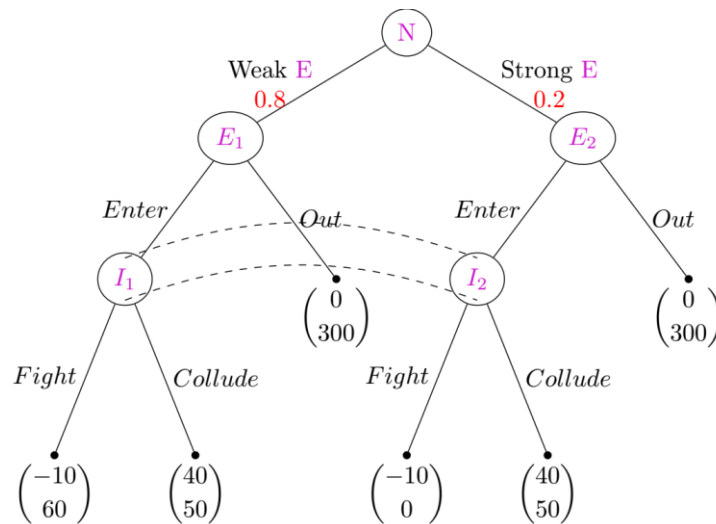 N
Weak E
Strong E
0.8
0.2
E₁
E₂
Enter
Out
Enter
Out
I₁
I₂
0
300
0
300
Fight
Collude
Fight
Collude
−10
60
40
50
−10
0
40
50